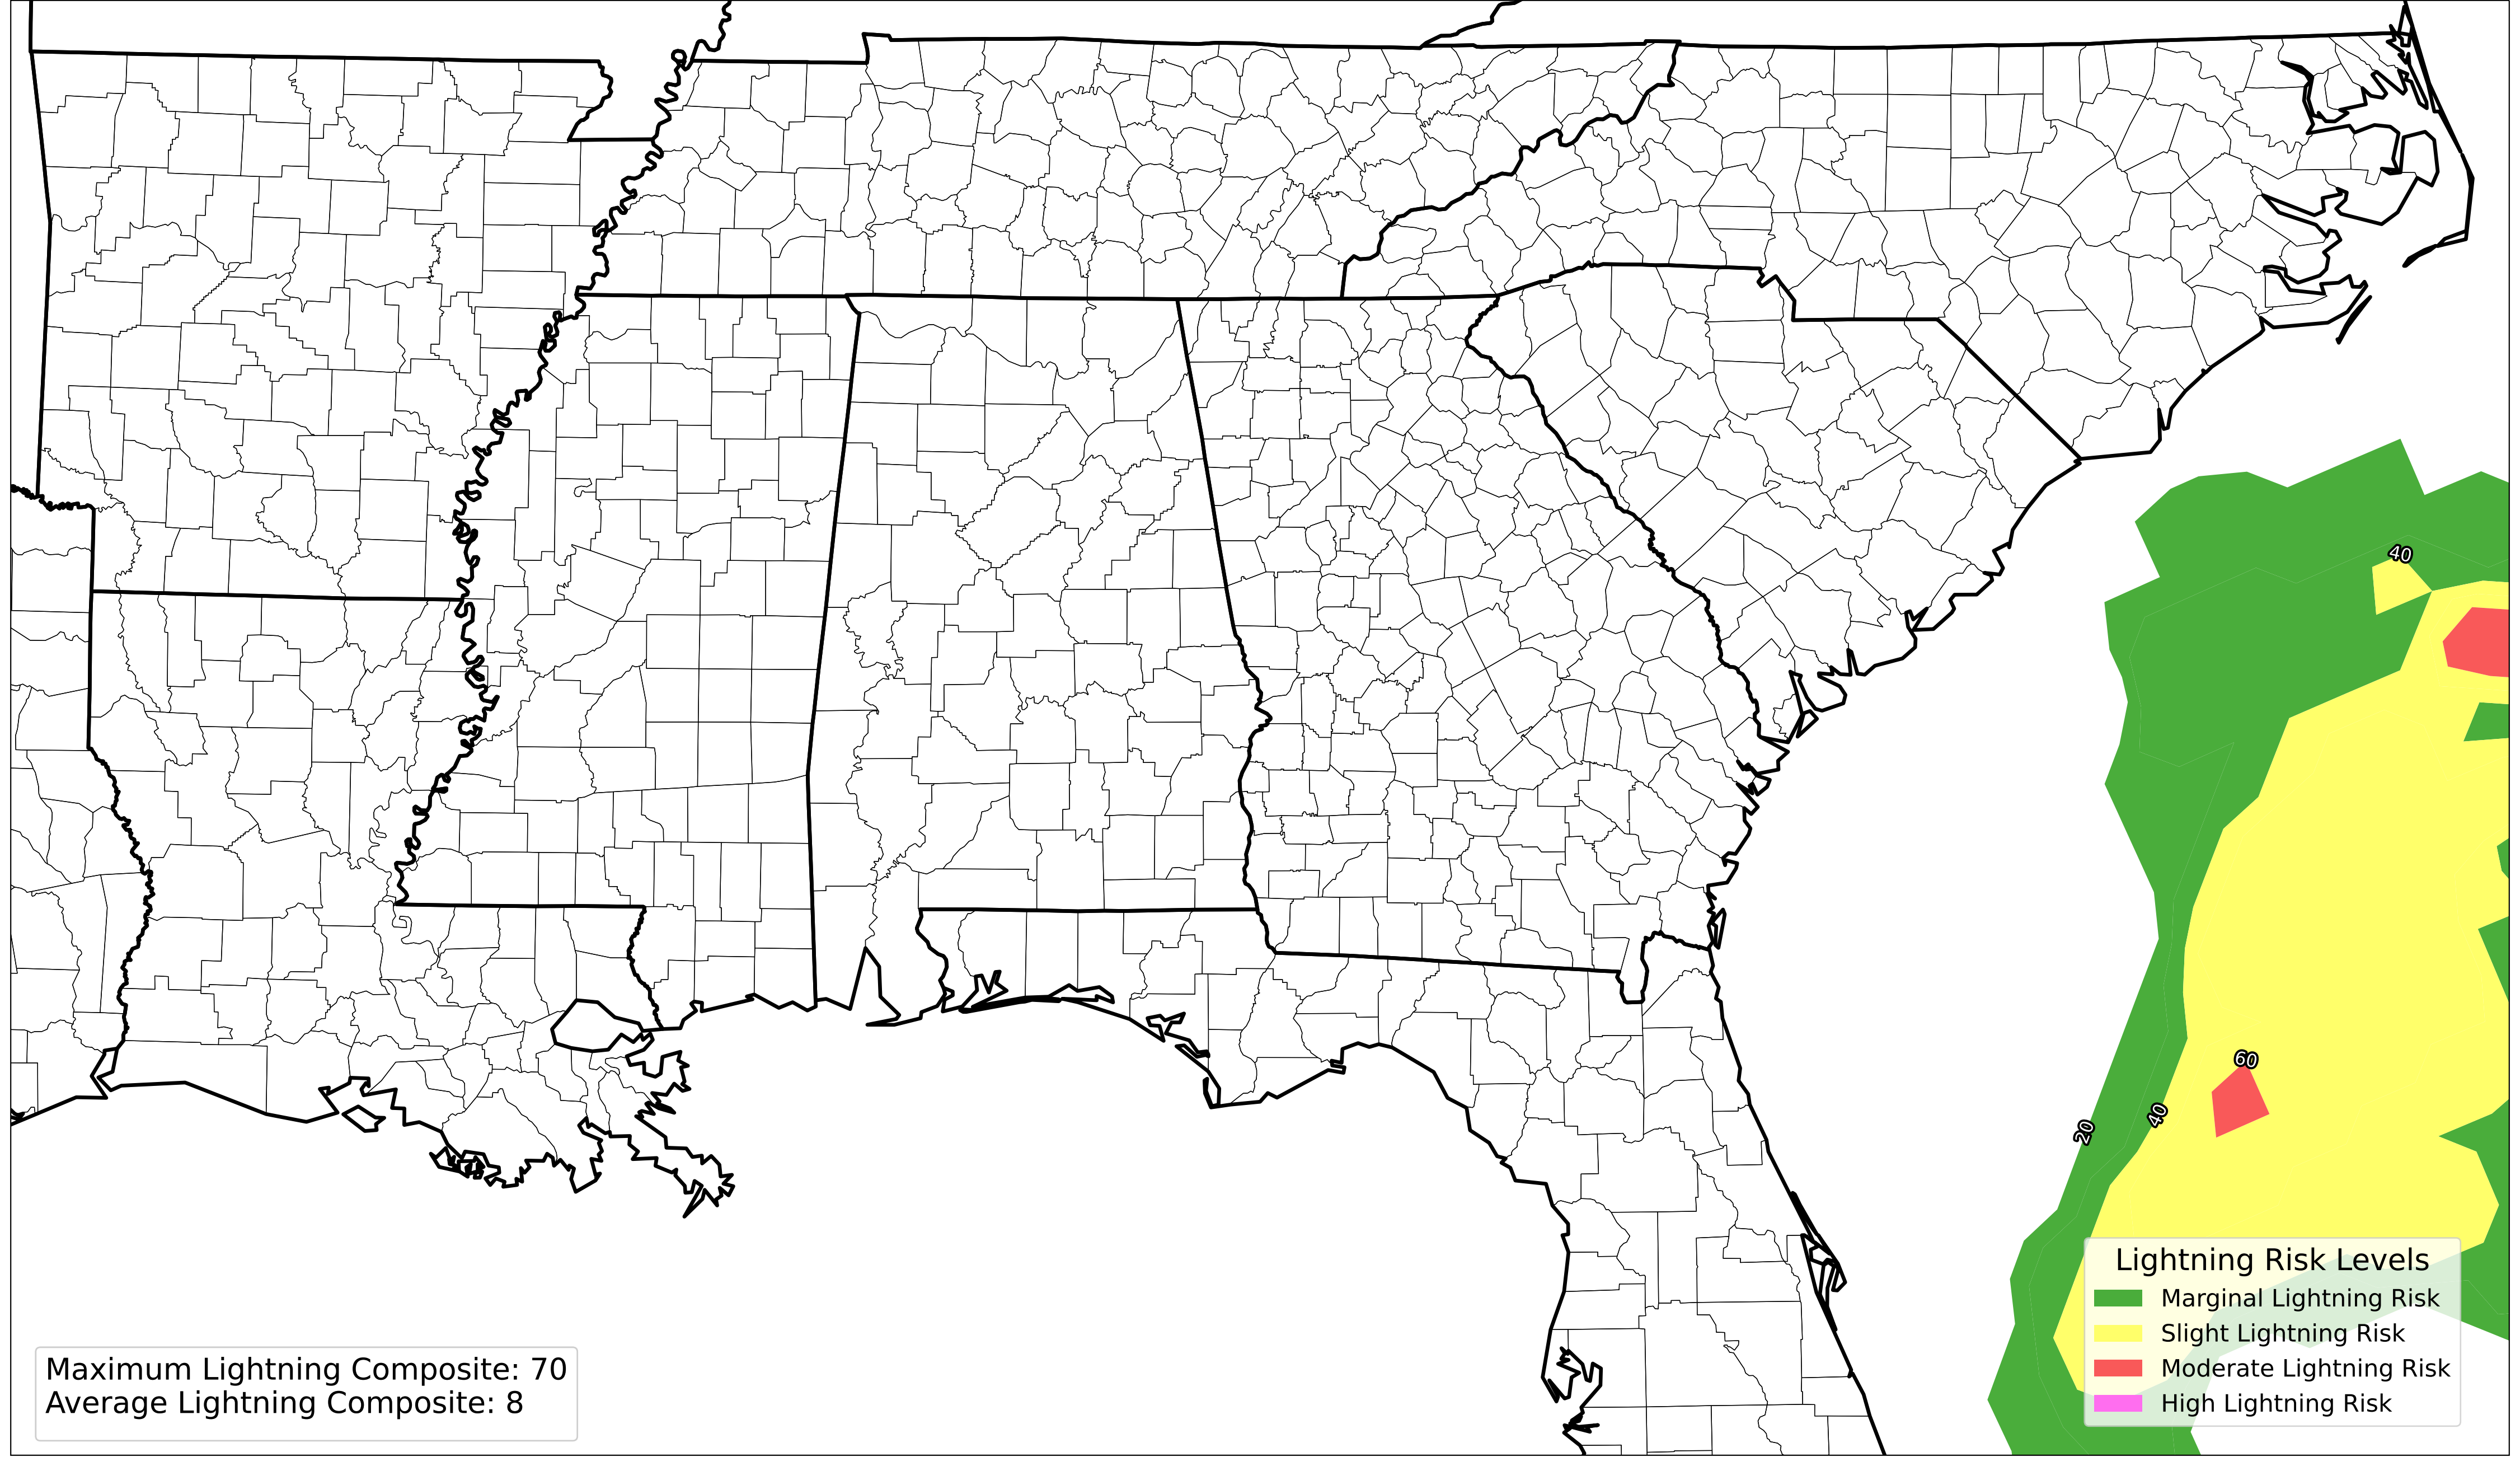 40
60
40
20
Lightning Risk Levels
Marginal Lightning Risk
Slight Lightning Risk
Moderate Lightning Risk
High Lightning Risk
Maximum Lightning Composite: 70
Average Lightning Composite: 8